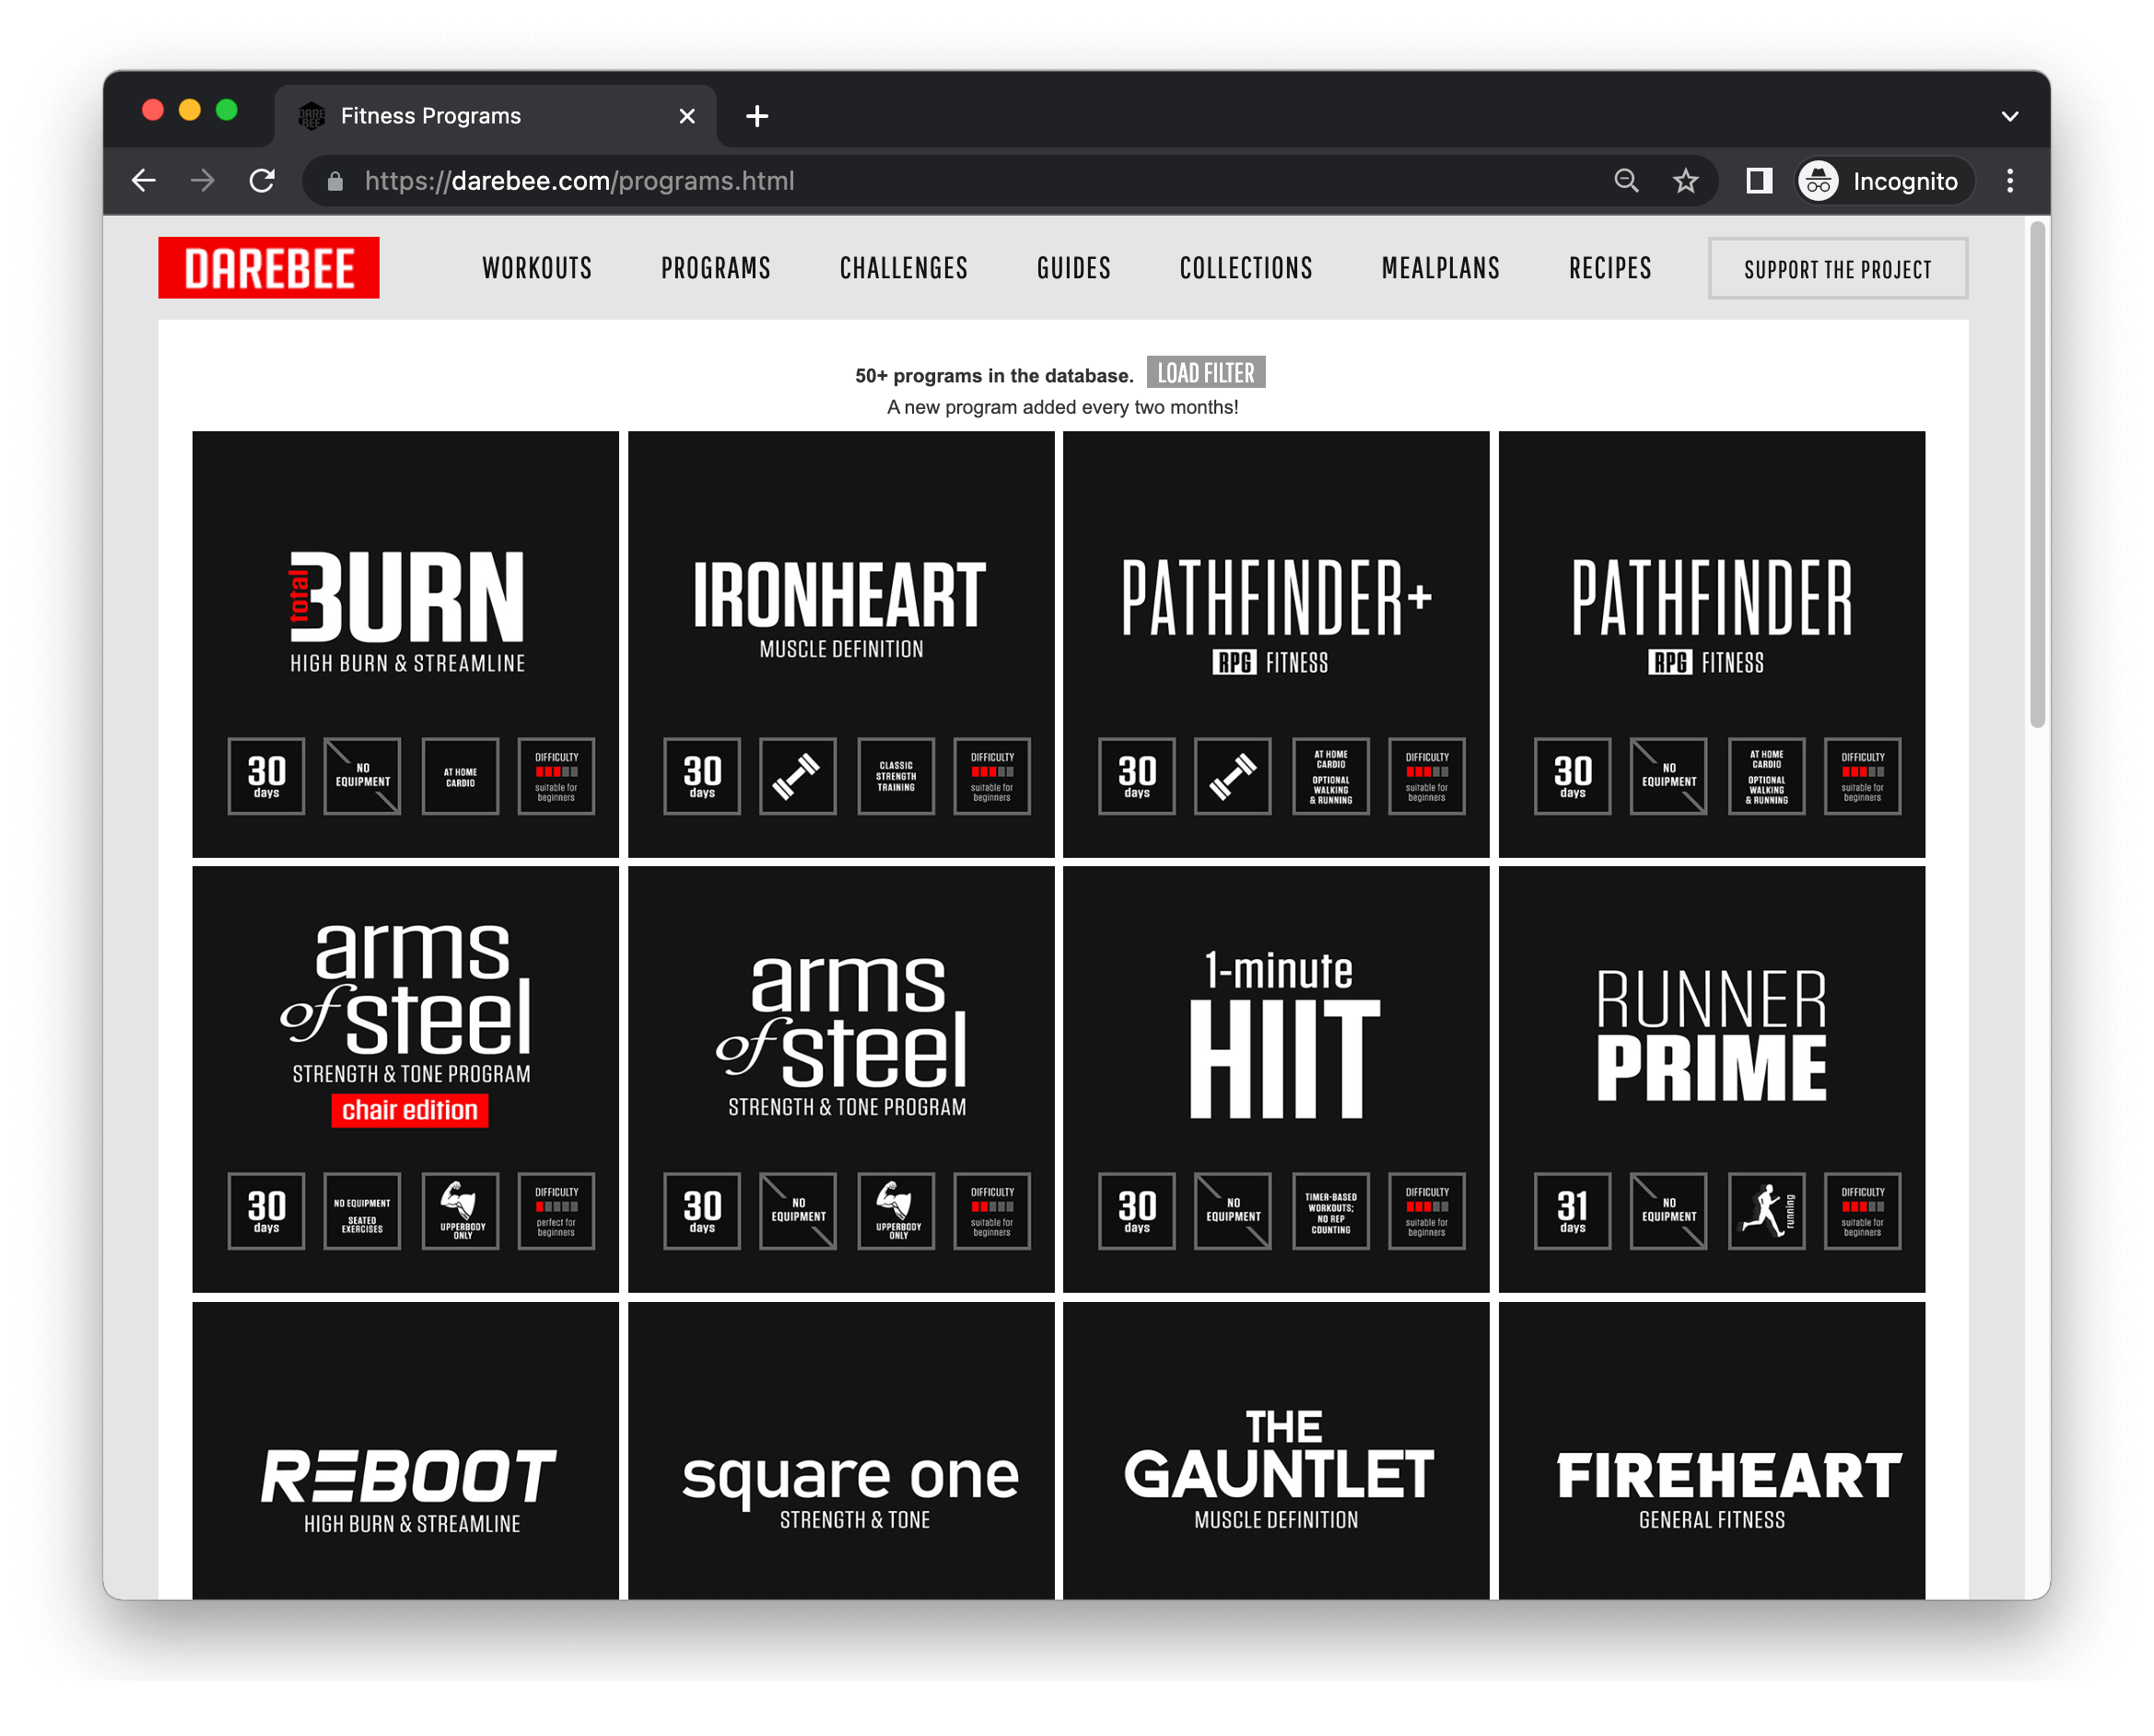 Fitness Programs
https://darebee.com/programs.html
Incognito
DAREBEE
WORKOUTS
PROGRAMS
CHALLENGES
GUIDES
COLLECTIONS
MEALPLANS
RECIPES
SUPPORT THE PROJECT
50+ programs in the database. LOAD FILTER
A new program added every two months!
total BURN
HIGH BURN & STREAMLINE
30
days
NO
EQUIPMENT
AT HOME
CARDIO
DIFFICULTY
suitable for
beginners
IRONHEART
MUSCLE DEFINITION
30
days
CLASSIC
STRENGTH
TRAINING
DIFFICULTY
suitable for
beginners
PATHFINDER+
RPG FITNESS
30
days
AT HOME
CARDIO
OPTIONAL
WALKING
& RUNNING
DIFFICULTY
suitable for
beginners
PATHFINDER
RPG FITNESS
30
days
NO
EQUIPMENT
AT HOME
CARDIO
OPTIONAL
WALKING
& RUNNING
DIFFICULTY
suitable for
beginners
arms
of steel
STRENGTH & TONE PROGRAM
chair edition
30
days
NO EQUIPMENT
SEATED
EXERCISES
UPPERBODY
ONLY
DIFFICULTY
perfect for
beginners
arms
of steel
STRENGTH & TONE PROGRAM
30
days
NO
EQUIPMENT
UPPERBODY
ONLY
DIFFICULTY
suitable for
beginners
1-minute
HIIT
30
days
NO
EQUIPMENT
TIMER-BASED
WORKOUTS;
NO REP
COUNTING
DIFFICULTY
suitable for
beginners
RUNNER
PRIME
31
days
NO
EQUIPMENT
running
DIFFICULTY
suitable for
beginners
REBOOT
HIGH BURN & STREAMLINE
square one
STRENGTH & TONE
THE
GAUNTLET
MUSCLE DEFINITION
FIREHEART
GENERAL FITNESS